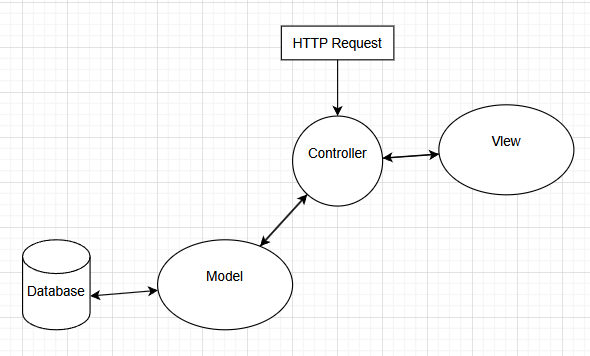 HTTP Request
Controller
VIew
Model
Database